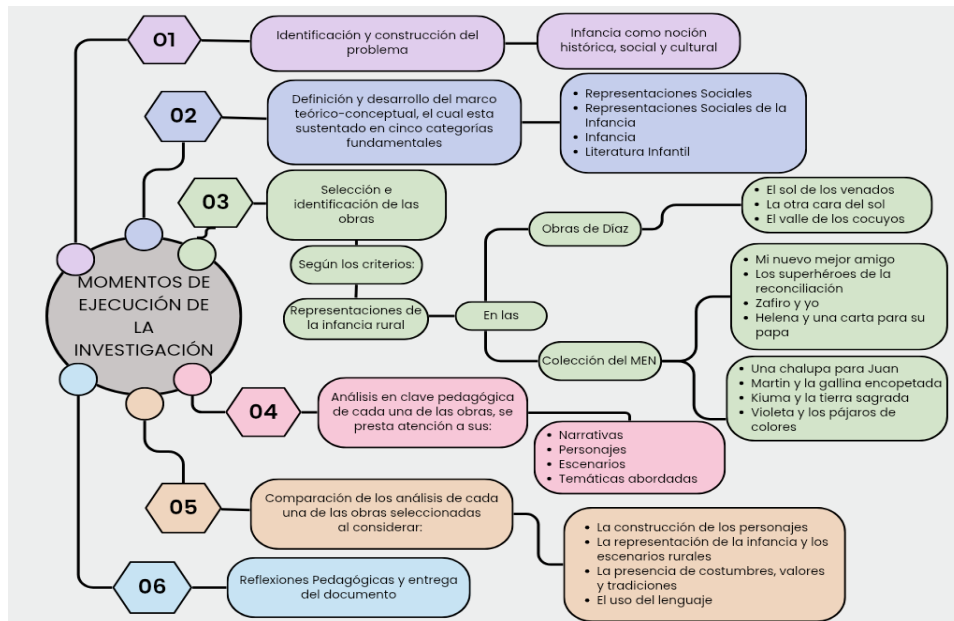 01
Identificación y construcción del
problema
Infancia como noción
histórica, social y cultural
02
Definición y desarrollo del marco
teórico-conceptual, el cual esta
sustentado en cinco categorías
fundamentales
• Representaciones Sociales
• Representaciones Sociales de la
Infancia
• Infancia
• Literatura Infantil
03
Selección e
identificación de las
obras
Según los criterios:
Representaciones de
la infancia rural
En las
Obras de Díaz
• El sol de los venados
• La otra cara del sol
• El valle de los cocuyos
Colección del MEN
• Mi nuevo mejor amigo
• Los superhéroes de la
reconciliación
• Zafiro y yo
• Helena y una carta para su
papa
• Una chalupa para Juan
• Martin y la gallina encopetada
• Kiuma y la tierra sagrada
• Violeta y los pájaros de
colores
MOMENTOS DE
EJECUCIÓN DE
LA
INVESTIGACIÓN
04
Análisis en clave pedagógica
de cada una de las obras, se
presta atención a sus:
• Narrativas
• Personajes
• Escenarios
• Temáticas abordadas
05
Comparación de los análisis de cada
una de las obras seleccionadas
al considerar:
• La construcción de los personajes
• La representación de la infancia y los
escenarios rurales
• La presencia de costumbres, valores
y tradiciones
• El uso del lenguaje
06
Reflexiones Pedagógicas y entrega
del documento